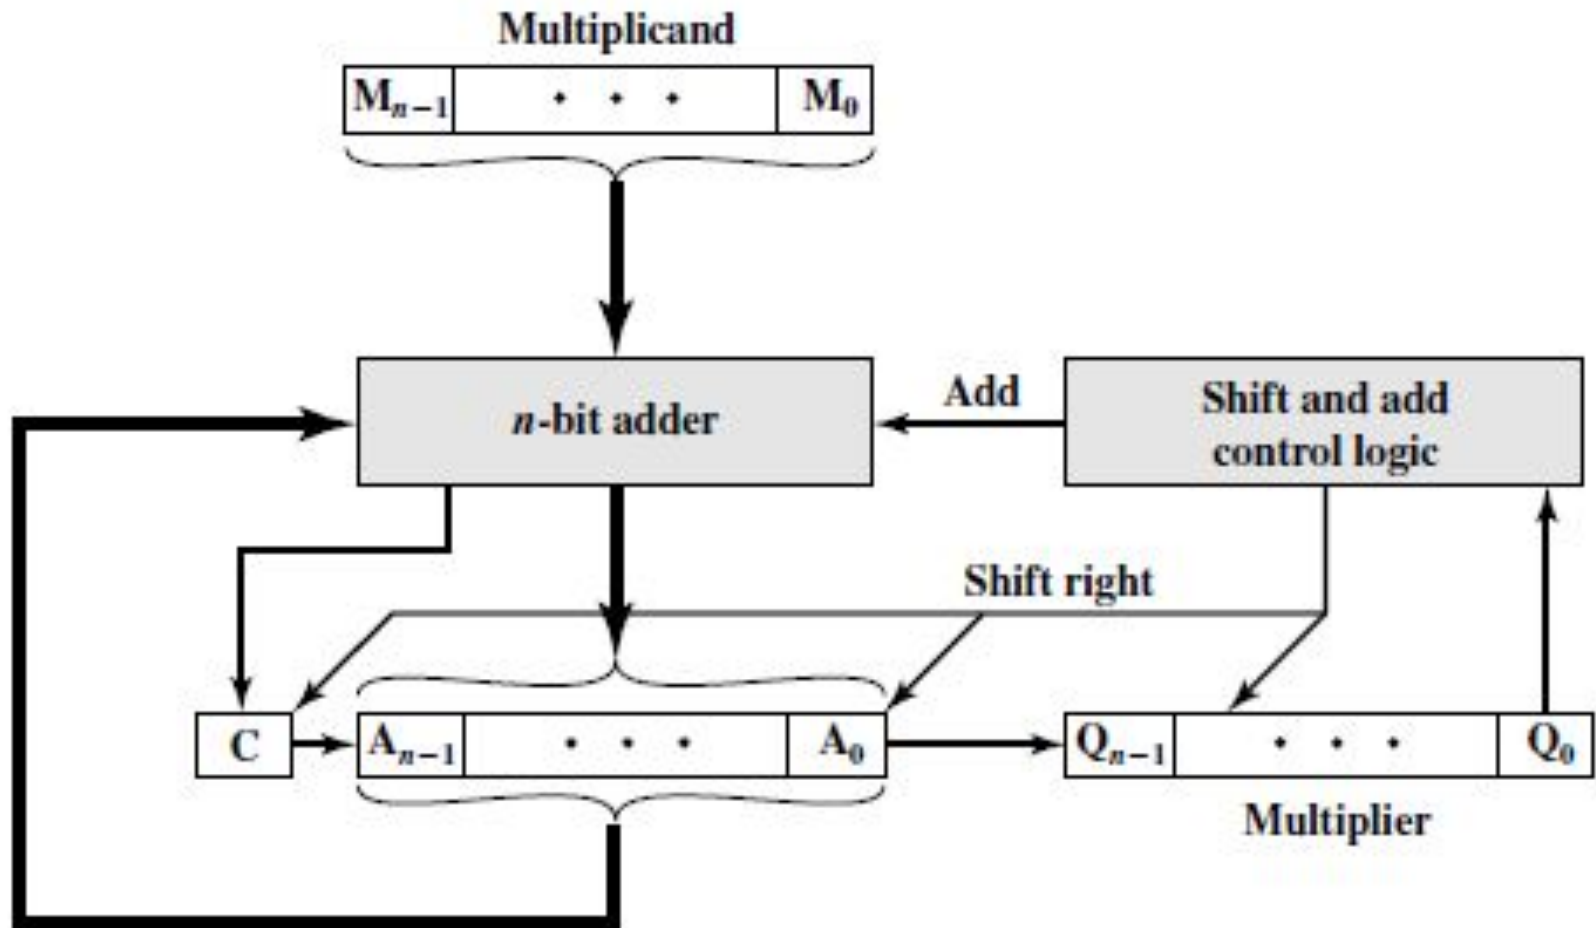 Multiplicand
Mn−1 · · · M0
n-bit adder
Add
Shift and add
control logic
Shift right
C
An−1 · · · A0
Qn−1 · · · Q0
Multiplier